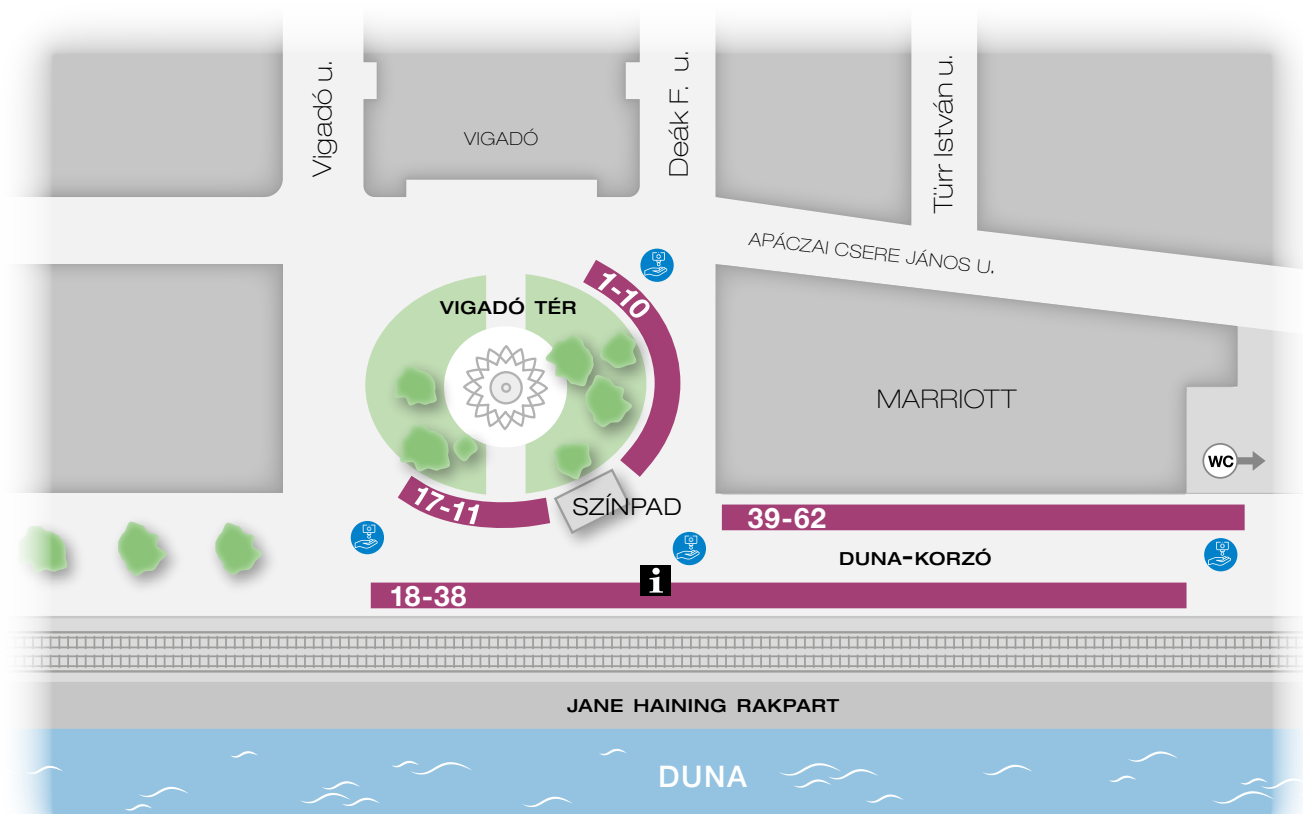 Vigadó u.
VIGADÓ
Deák F. u.
Türr István u.
APÁCZAI CSERE JÁNOS U.
VIGADÓ TÉR
1-10
MARRIOTT
WC
17-11
SZÍNPAD
39-62
DUNA-KORZÓ
i
18-38
JANE HAINING RAKPART
DUNA